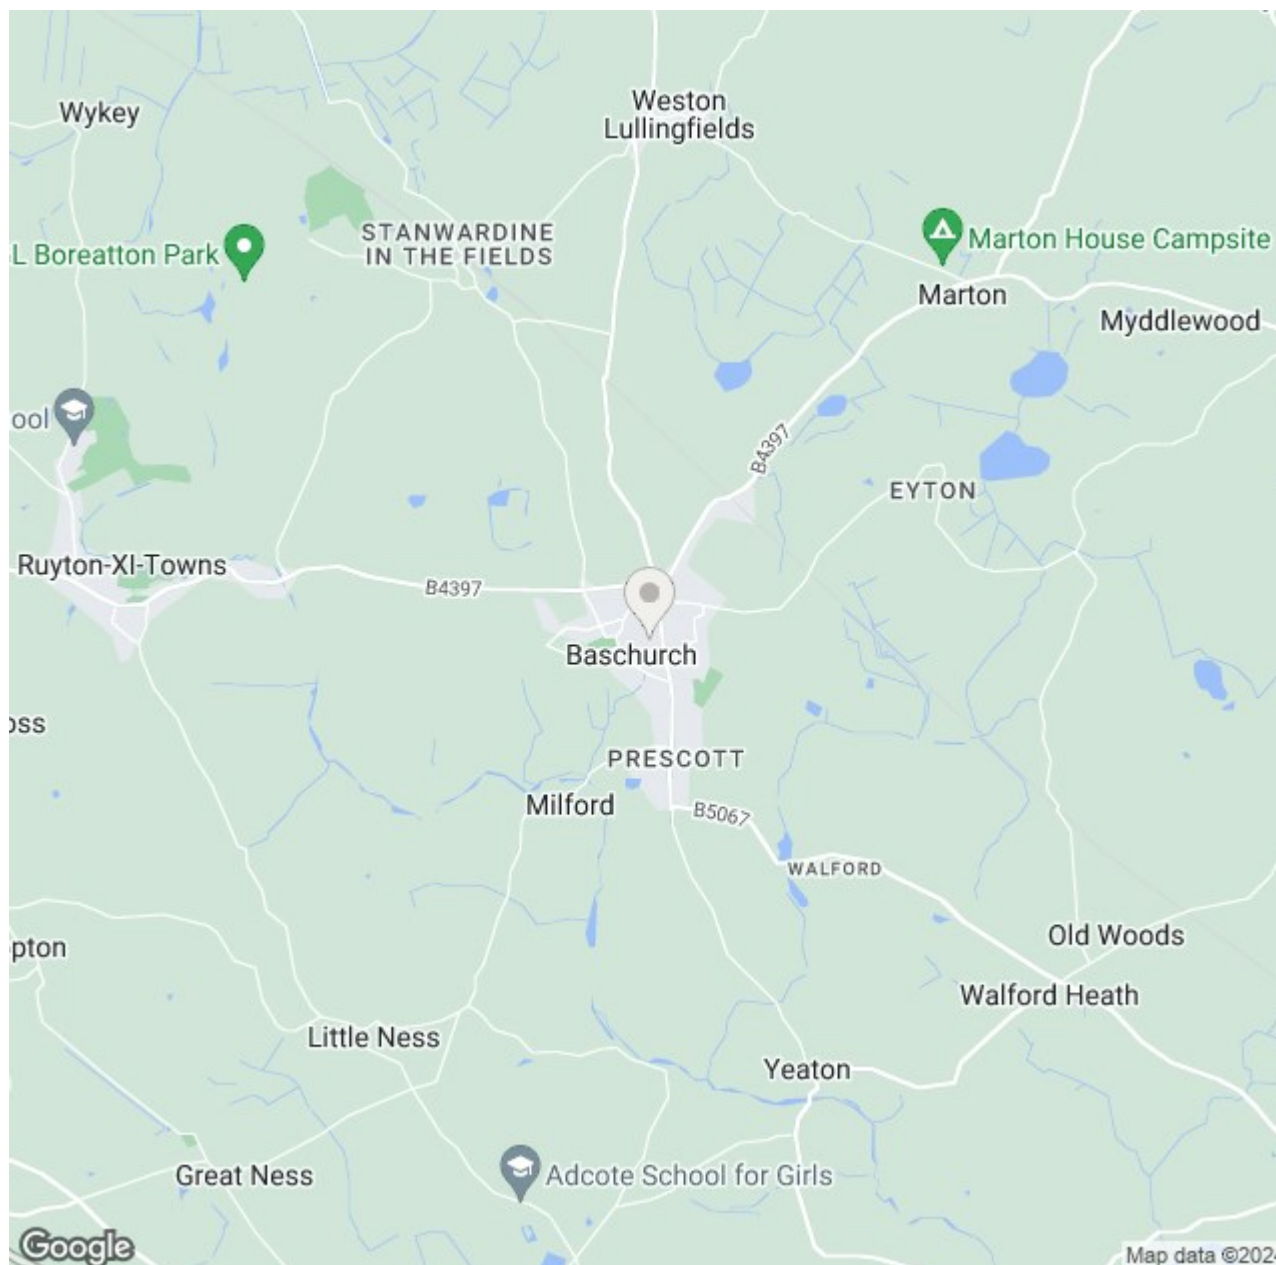 Weston
Lullingfields
Wykey
STANWARDINE
IN THE FIELDS
L Boreatton Park
Marton House Campsite
Marton
Myddlewood
ool
B4397
EYTON
Ruyton-XI-Towns
B4397
Baschurch
oss
PRESCOTT
Milford
B5067
WALFORD
pton
Old Woods
Walford Heath
Little Ness
Yeaton
Great Ness
Adcote School for Girls
Google
Map data ©2024